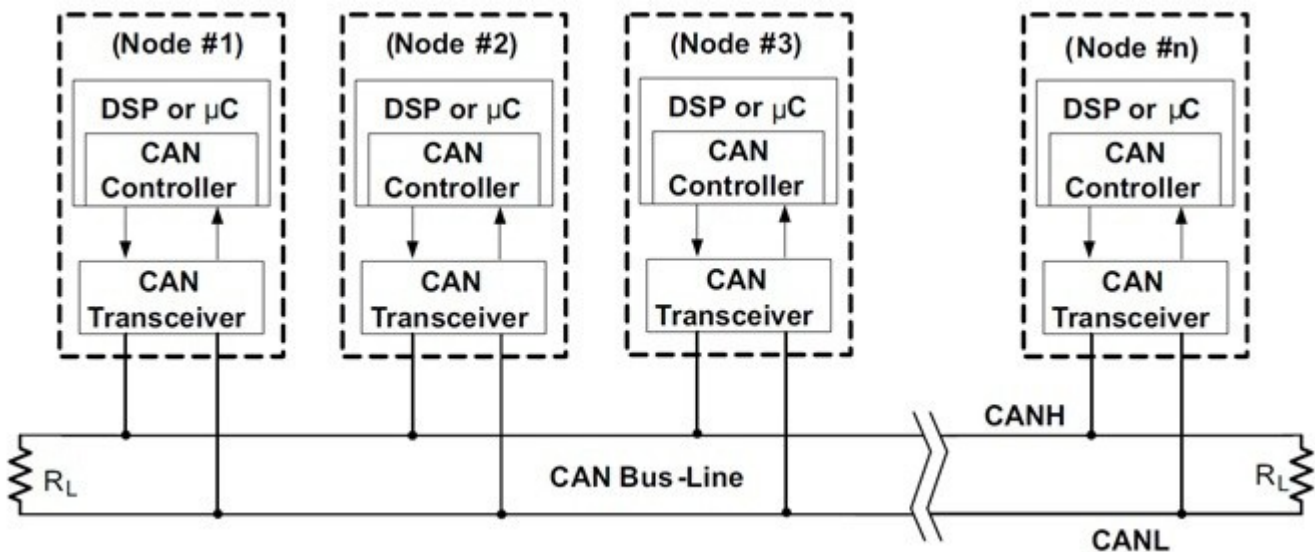 (Node #1)
DSP or µC
CAN
Controller
CAN
Transceiver
(Node #2)
DSP or µC
CAN
Controller
CAN
Transceiver
(Node #3)
DSP or µC
CAN
Controller
CAN
Transceiver
(Node #n)
DSP or µC
CAN
Controller
CAN
Transceiver
CANH
RL
CAN Bus-Line
RL
CANL